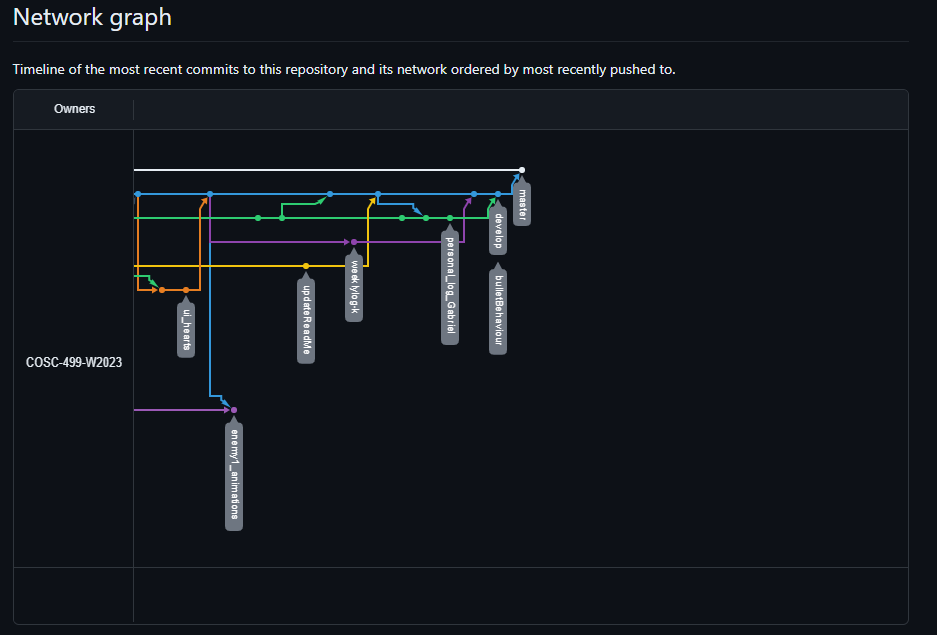 Network graph
Timeline of the most recent commits to this repository and its network ordered by most recently pushed to.
Owners
master
develop
personal_log_Gabriel
weeklylog-k
bulletBehaviour
updateReadMe
ui_hearts
COSC-499-W2023
enemy1_animations